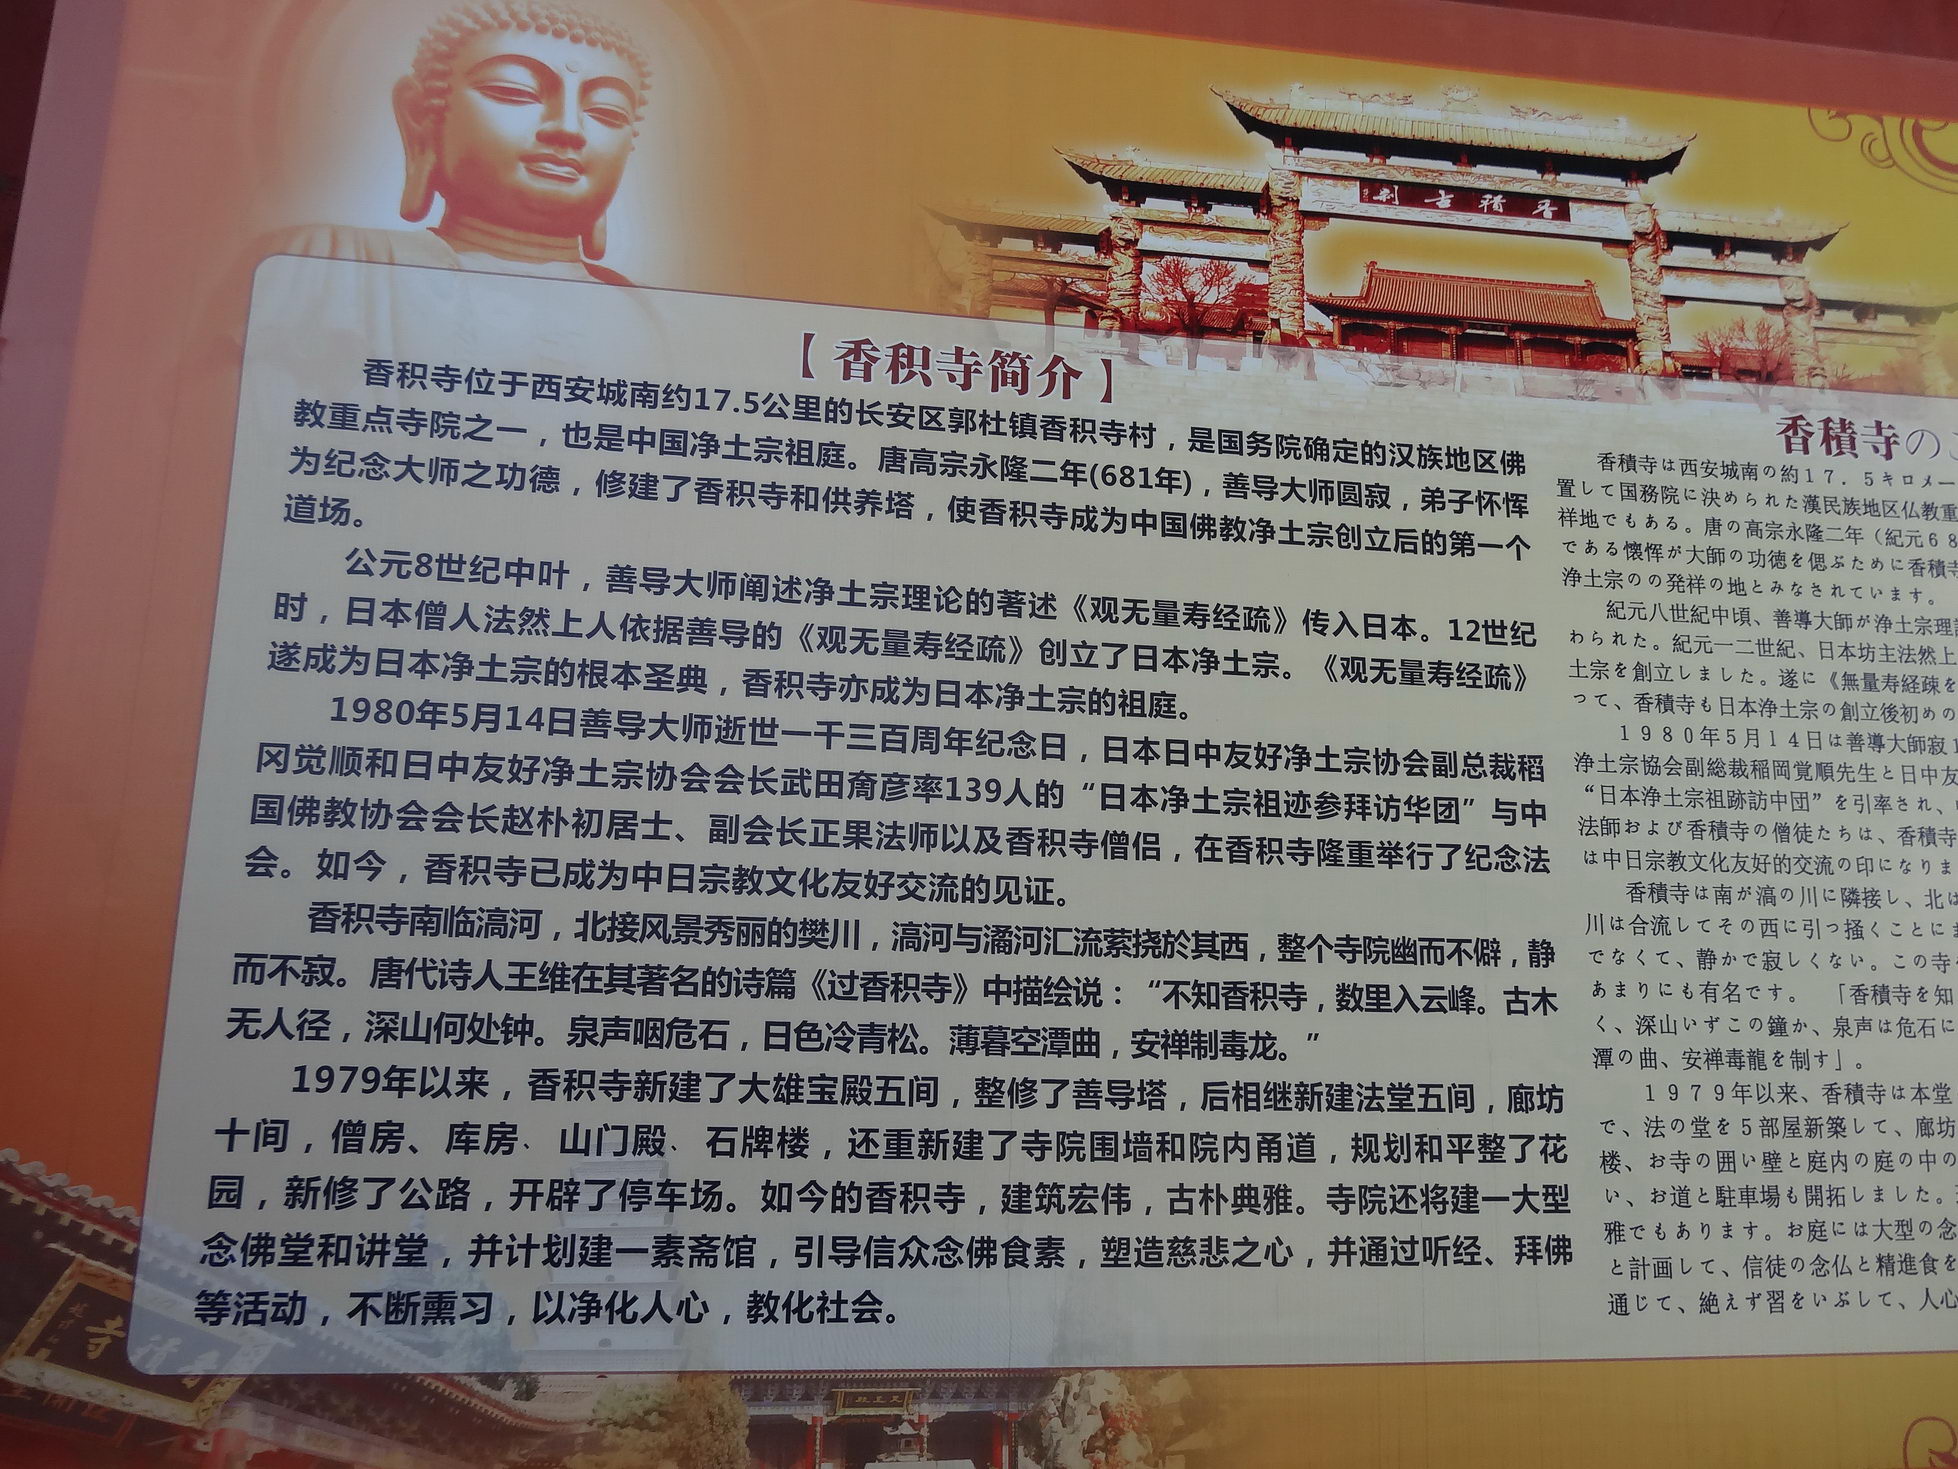 香積古刹
【香积寺简介】
香积寺位于西安城南约17.5公里的长安区郭杜镇香积寺村，是国务院确定的汉族地区佛
教重点寺院之一，也是中国净土宗祖庭。唐高宗永隆二年(681年)，善导大师圆寂，弟子怀恽
为纪念大师之功德，修建了香积寺和供养塔，使香积寺成为中国佛教净土宗创立后的第一个
道场。
公元8世纪中叶，善导大师阐述净土宗理论的著述《观无量寿经疏》传入日本。12世纪
时，日本僧人法然上人依据善导的《观无量寿经疏》创立了日本净土宗。《观无量寿经疏》
遂成为日本净土宗的根本圣典，香积寺亦成为日本净土宗的祖庭。
1980年5月14日善导大师逝世一千三百周年纪念日，日本日中友好净土宗协会副总裁稻
冈觉顺和日中友好净土宗协会会长武田斎彦率139人的“日本净土宗祖迹参拜访华团”与中
国佛教协会会长赵朴初居士、副会长正果法师以及香积寺僧侣，在香积寺隆重举行了纪念法
会。如今，香积寺已成为中日宗教文化友好交流的见证。
香积寺南临滈河，北接风景秀丽的樊川，滈河与潏河汇流萦挠於其西，整个寺院幽而不僻，静
而不寂。唐代诗人王维在其著名的诗篇《过香积寺》中描绘说：“不知香积寺，数里入云峰。古木
无人径，深山何处钟。泉声咽危石，日色冷青松。薄暮空潭曲，安禅制毒龙。”
1979年以来，香积寺新建了大雄宝殿五间，整修了善导塔，后相继新建法堂五间，廊坊
十间，僧房、库房、山门殿、石牌楼，还重新建了寺院围墙和院内甬道，规划和平整了花
园，新修了公路，开辟了停车场。如今的香积寺，建筑宏伟，古朴典雅。寺院还将建一大型
念佛堂和讲堂，并计划建一素斋馆，引导信众念佛食素，塑造慈悲之心，并通过听经、拜佛
等活动，不断熏习，以净化人心，教化社会。
香積寺の
香積寺は西安城南の約１７．５キロメー
置して国務院に決められた漢民族地区仏教重
祥地でもある。唐の高宗永隆二年（紀元６８
である懐恽が大師の功徳を偲ぶために香積寺
浄土宗のの発祥の地とみなされています。
紀元八世紀中頃、善導大師が浄土宗理
わられた。紀元一二世紀、日本坊主法然上
土宗を創立しました。遂に《無量寿経疎を
って、香積寺も日本浄土宗の創立後初めの
１９８０年５月１４日は善導大師寂１
浄土宗協会副総裁稲岡覚順先生と日中友
“日本浄土宗祖跡訪中団”を引率され、
法師および香積寺の僧徒たちは、香積寺
は中日宗教文化友好的交流の印になりま
香積寺は南が滈の川に隣接し、北は
川は合流してその西に引っ掻くことにま
でなくて、静かで寂しくない。この寺
あまりにも有名です。「香積寺を知
く、深山いずこの鐘か、泉声は危石に
潭の曲、安禅毒龍を制す」。
１９７９年以来、香積寺は本堂
で、法の堂を５部屋新築して、廊坊
楼、お寺の囲い壁と庭内の庭の中の
い、お道と駐車場も開拓しました。
雅でもあります。お庭には大型の念
と計画して、信徒の念仏と精進食を
通じて、絶えず習をいぶして、人心
香積寺
天王殿